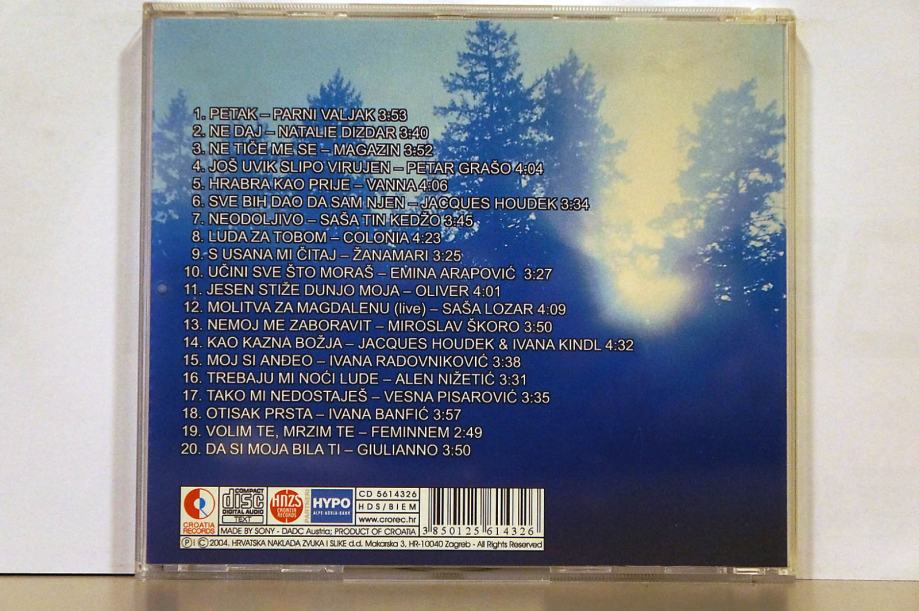 1. PETAK – PARNI VALJAK 3:53
2. NE DAJ – NATALIE DIZDAR 3:40
3. NE TIČE ME SE – MAGAZIN 3:52
4. JOŠ UVIK SLIPO VIRUJEN – PETAR GRAŠO 4:04
5. HRABRA KAO PRIJE – VANNA 4:06
6. SVE BIH DAO DA SAM NJEN – JACQUES HOUDEK 3:34
7. NEODOLJIVO – SAŠA TIN KEDŽO 3:45
8. LUDA ZA TOBOM – COLONIA 4:23
9. S USANA MI ČITAJ – ŽANAMARI 3:25
10. UČINI SVE ŠTO MORAŠ – EMINA ARAPOVIĆ 3:27
11. JESEN STIŽE DUNJO MOJA – OLIVER 4:01
12. MOLITVA ZA MAGDALENU (live) – SAŠA LOZAR 4:09
13. NEMOJ ME ZABORAVIT – MIROSLAV ŠKORO 3:50
14. KAO KAZNA BOŽJA – JACQUES HOUDEK & IVANA KINDL 4:32
15. MOJ SI ANĐEO – IVANA RADOVNIKOVIĆ 3:38
16. TREBAJU MI NOĆI LUDE – ALEN NIŽETIĆ 3:31
17. TAKO MI NEDOSTAJEŠ – VESNA PISAROVIĆ 3:35
18. OTISAK PRSTA – IVANA BANFIĆ 3:57
19. VOLIM TE, MRZIM TE – FEMINNEM 2:49
20. DA SI MOJA BILA TI – GIULIANNO 3:50
CROATIA RECORDS
COMPACT disc DIGITAL AUDIO TEXT
HNZS CROATIA RECORDS
HYPO ALPE-ADRIA-BANK
CD 5614326
HDS/BIEM
www.crorec.hr
3 850125 614326
MADE BY SONY - DADC Austria; PRODUCT OF CROATIA
Ⓟ Ⓒ 2004. HRVATSKA NAKLADA ZVUKA I SLIKE d.d. Makarska 3, HR-10040 Zagreb - All Rights Reserved